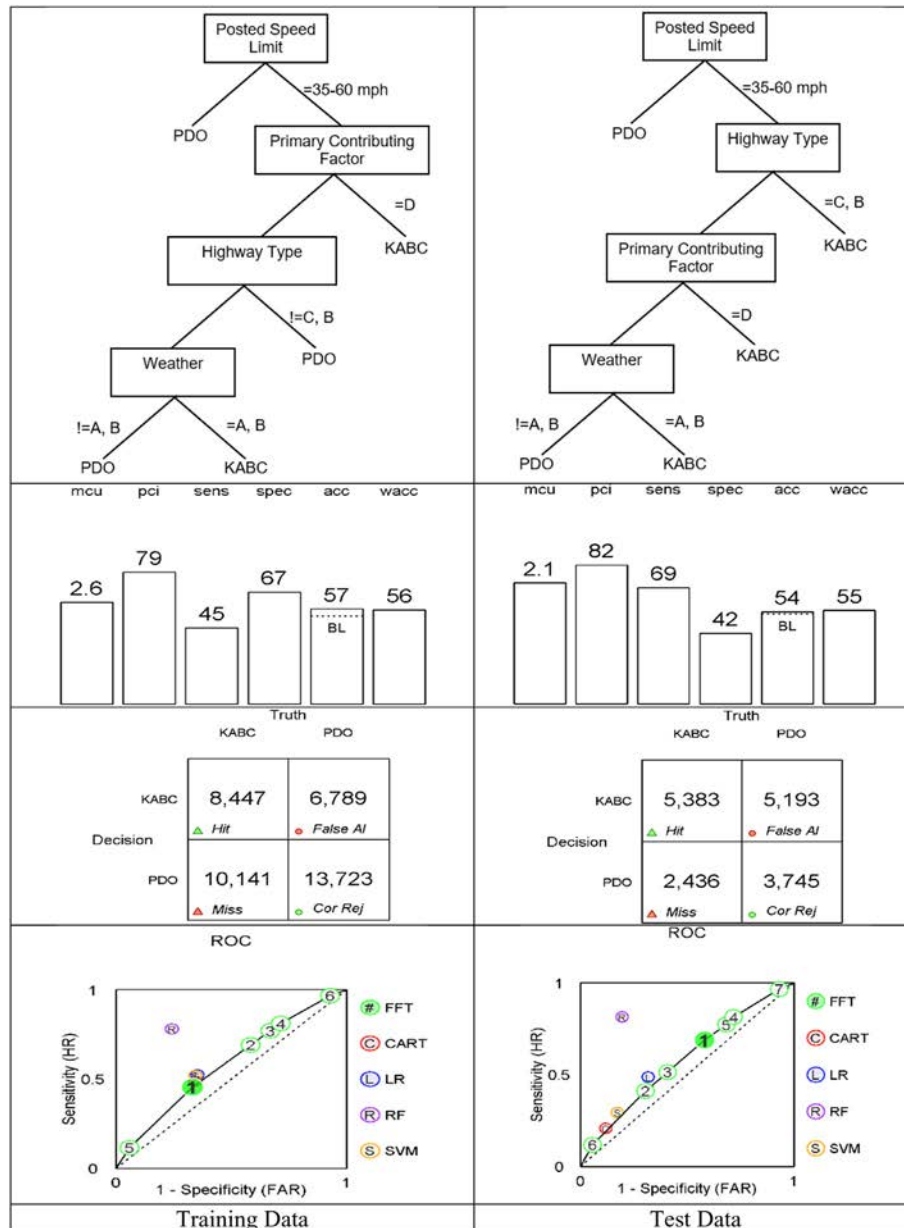 Posted Speed
Limit
=35-60 mph
PDO
Primary Contributing
Factor
=D
KABC
Highway Type
!=C, B
PDO
Weather
!=A, B
=A, B
PDO
KABC
Posted Speed
Limit
=35-60 mph
PDO
Highway Type
=C, B
KABC
Primary Contributing
Factor
=D
KABC
Weather
!=A, B
=A, B
PDO
KABC
mcu pci sens spec acc wacc
2.6 79 45 67 57 56
BL
mcu pci sens spec acc wacc
2.1 82 69 42 54 55
BL
Truth
KABC PDO
KABC 8,447 6,789
Hit False Al
Decision
PDO 10,141 13,723
Miss Cor Rej
Truth
KABC PDO
KABC 5,383 5,193
Hit False Al
Decision
PDO 2,436 3,745
Miss Cor Rej
ROC
Sensitivity (HR)
1
0.5
0
0 1
1 - Specificity (FAR)
R
6
4
3
2
L
1
5
# FFT
C CART
L LR
R RF
S SVM
ROC
Sensitivity (HR)
1
0.5
0
0 1
1 - Specificity (FAR)
7
R
4
5
1
3
L
2
S
C
6
# FFT
C CART
L LR
R RF
S SVM
Training Data
Test Data